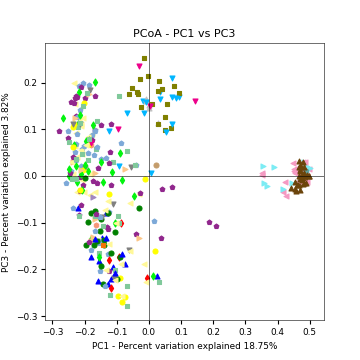 PCoA - PC1 vs PC3
PC3 - Percent variation explained 3.82%
0.2
0.1
0.0
−0.1
−0.2
−0.3
−0.3 −0.2 −0.1 0.0 0.1 0.2 0.3 0.4 0.5
PC1 - Percent variation explained 18.75%